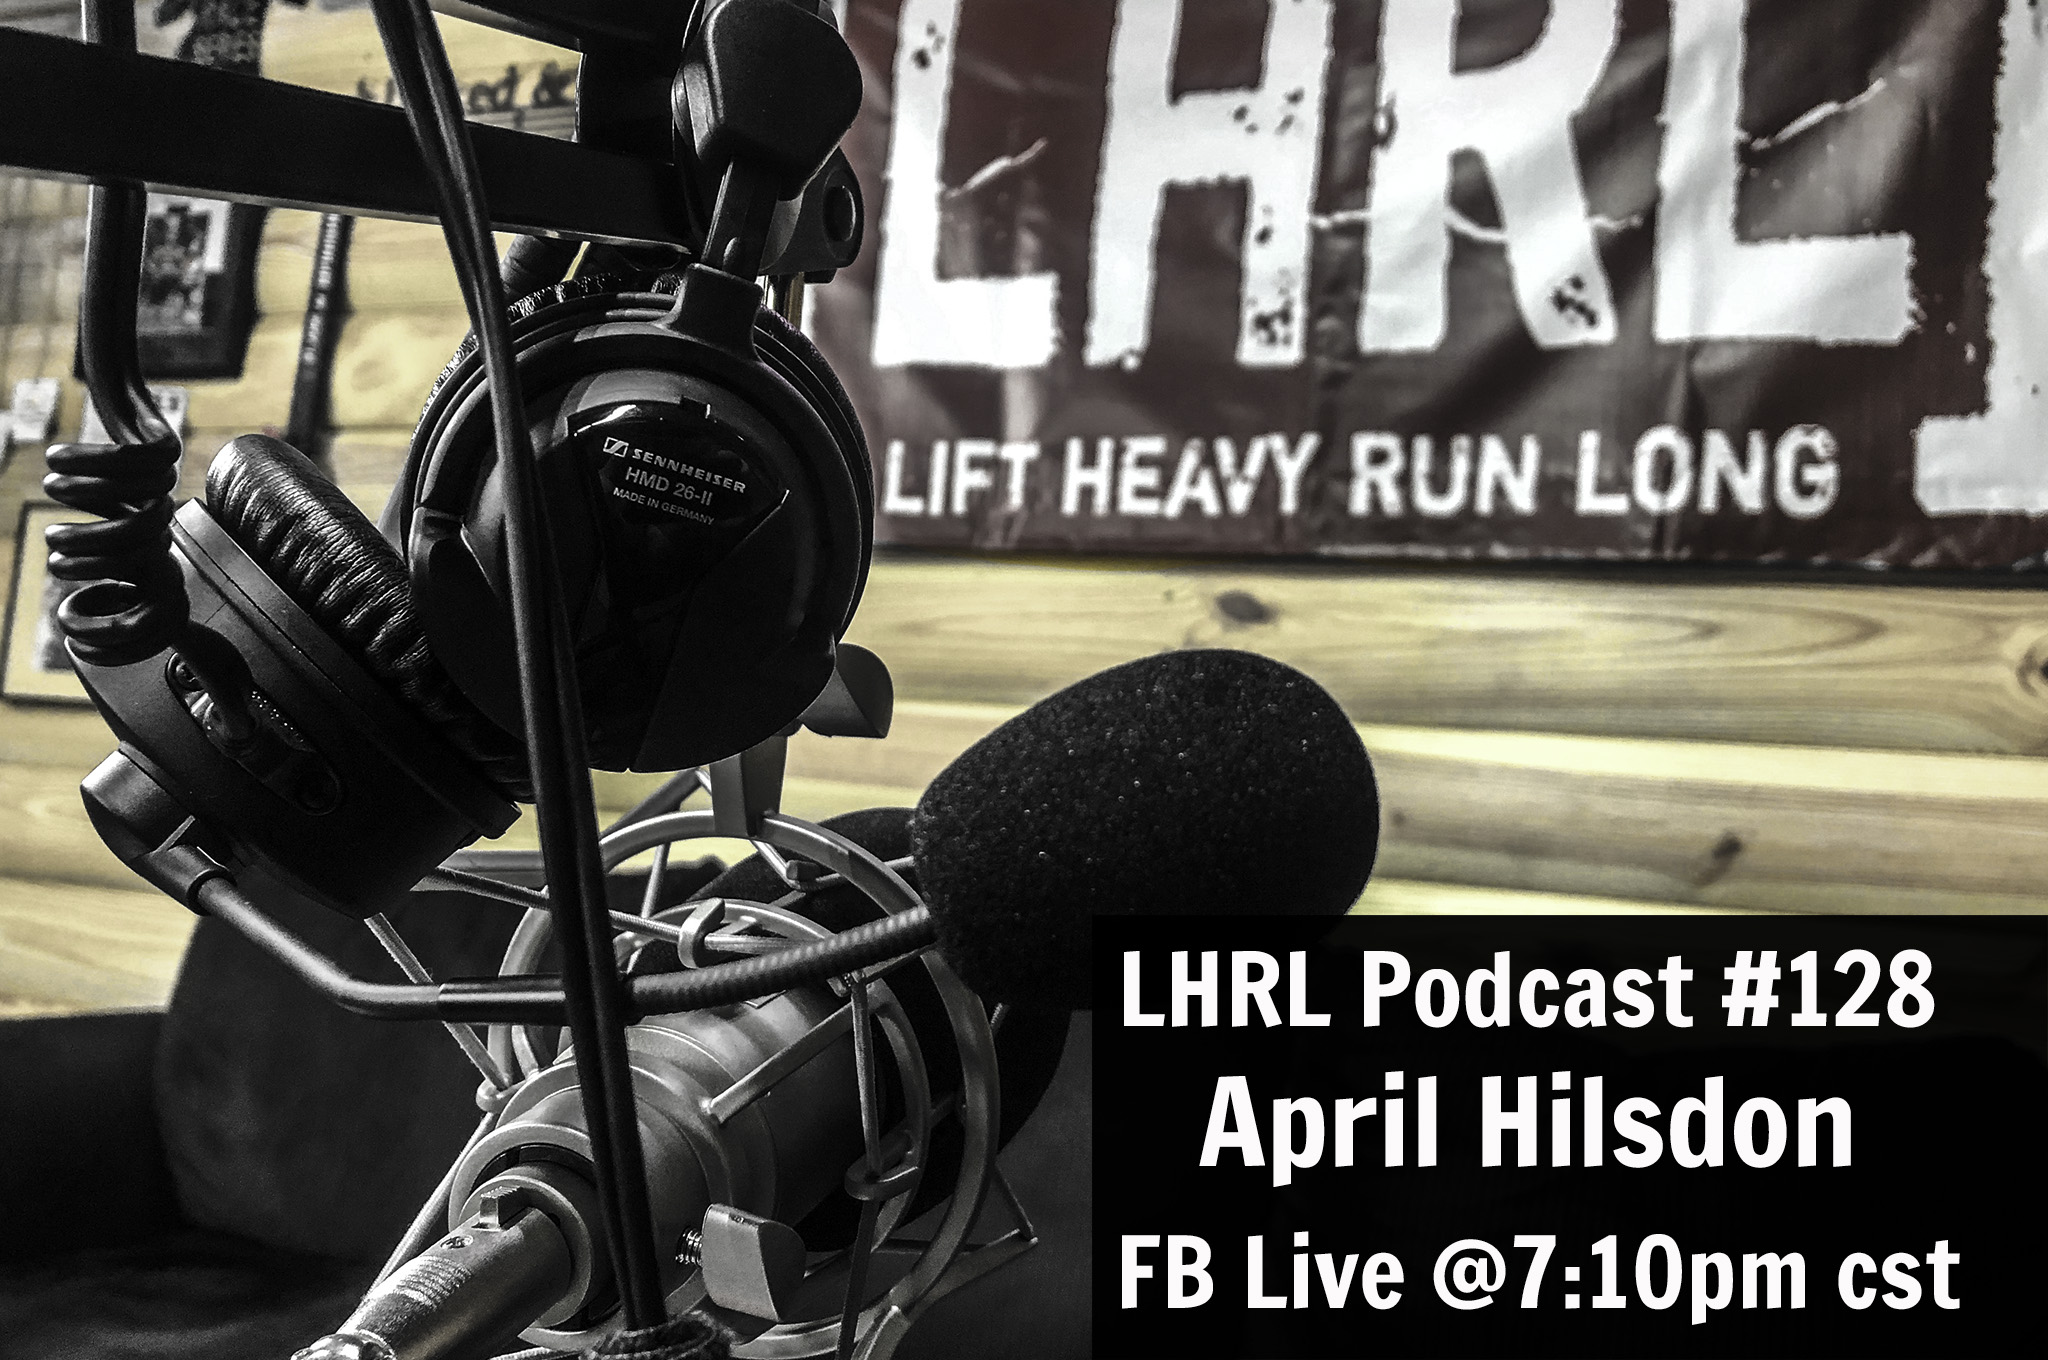 ed &
LHRL
LIFT HEAVY RUN LONG
SENNHEISER
HMD 26-II
MADE IN GERMANY
LHRL Podcast #128
April Hilsdon
FB Live @7:10pm cst